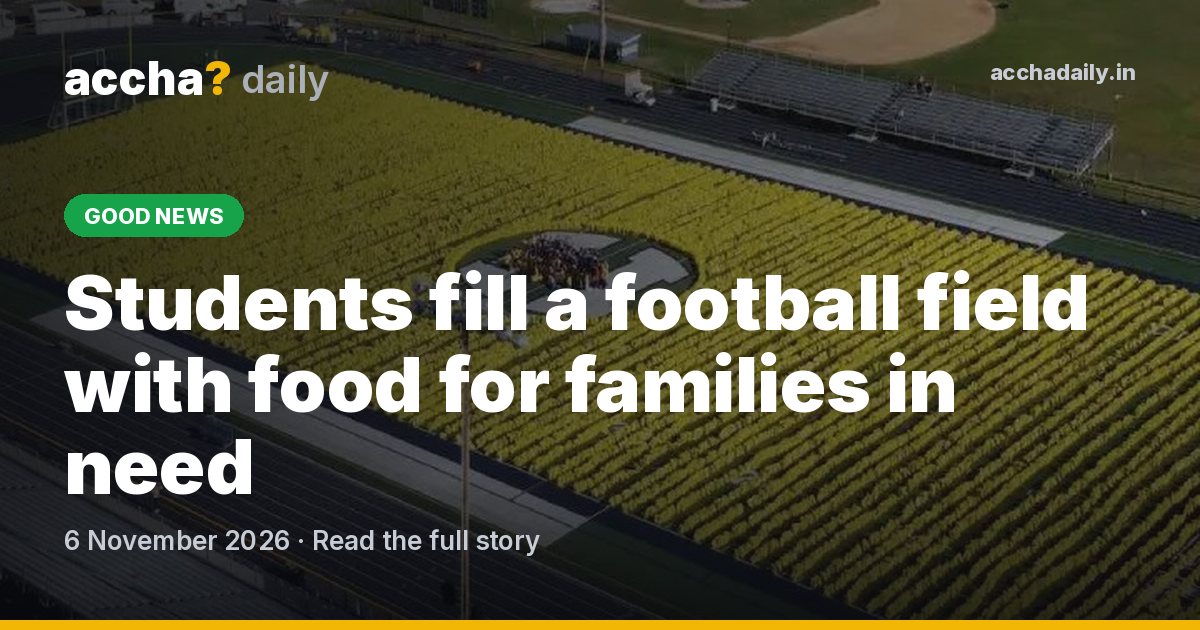 accha? daily
acchadaily.in
GOOD NEWS
Students fill a football field
with food for families in
need
6 November 2026 · Read the full story